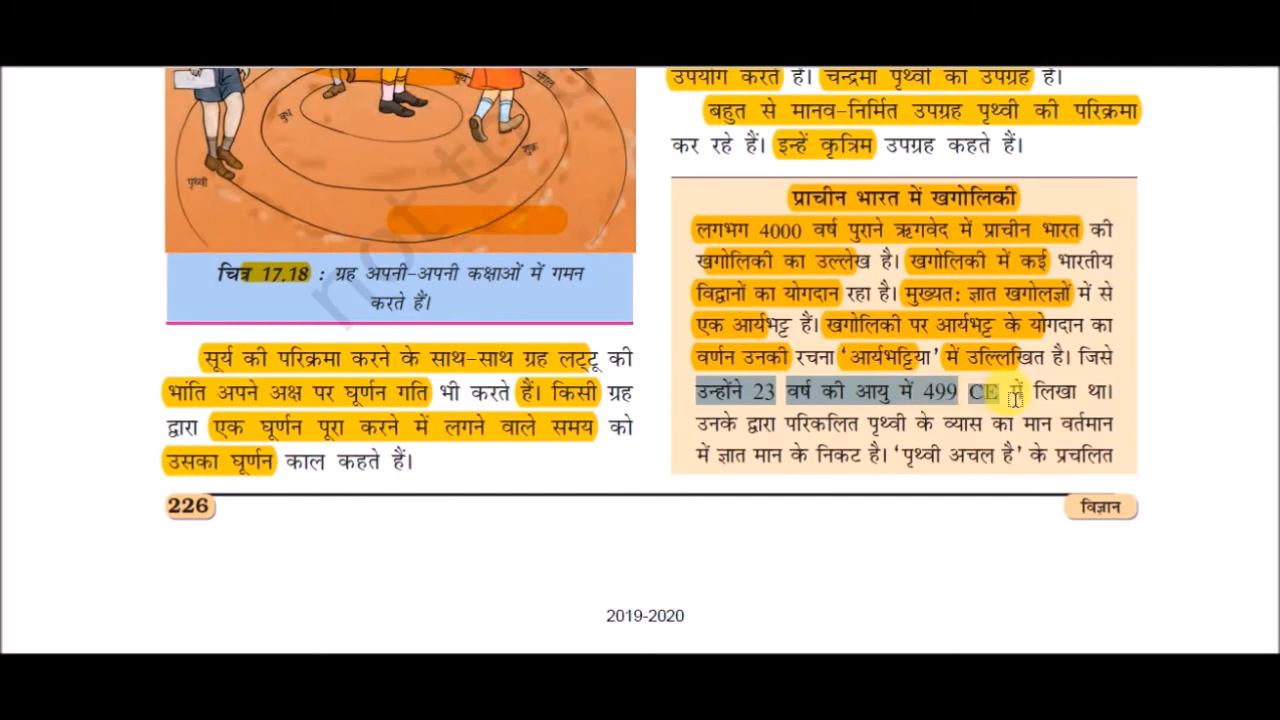 सूर्य
मंगल
बुध
शुक्र
पृथ्वी
चित्र 17.18 : ग्रह अपनी-अपनी कक्षाओं में गमन
करते हैं।
सूर्य की परिक्रमा करने के साथ-साथ ग्रह लट्टू की
भांति अपने अक्ष पर घूर्णन गति भी करते हैं। किसी ग्रह
द्वारा एक घूर्णन पूरा करने में लगने वाले समय को
उसका घूर्णन काल कहते हैं।
उपयोग करते हैं। चन्द्रमा पृथ्वी का उपग्रह है।
बहुत से मानव-निर्मित उपग्रह पृथ्वी की परिक्रमा
कर रहे हैं। इन्हें कृत्रिम उपग्रह कहते हैं।
प्राचीन भारत में खगोलिकी
लगभग 4000 वर्ष पुराने ऋगवेद में प्राचीन भारत की
खगोलिकी का उल्लेख है। खगोलिकी में कई भारतीय
विद्वानों का योगदान रहा है। मुख्यत: ज्ञात खगोलज्ञों में से
एक आर्यभट्ट हैं। खगोलिकी पर आर्यभट्ट के योगदान का
वर्णन उनकी रचना ‘आर्यभट्टिया’ में उल्लिखित है। जिसे
उन्होंने 23 वर्ष की आयु में 499 CE में लिखा था।
उनके द्वारा परिकलित पृथ्वी के व्यास का मान वर्तमान
में ज्ञात मान के निकट है। ‘पृथ्वी अचल है’ के प्रचलित
226
विज्ञान
2019-2020